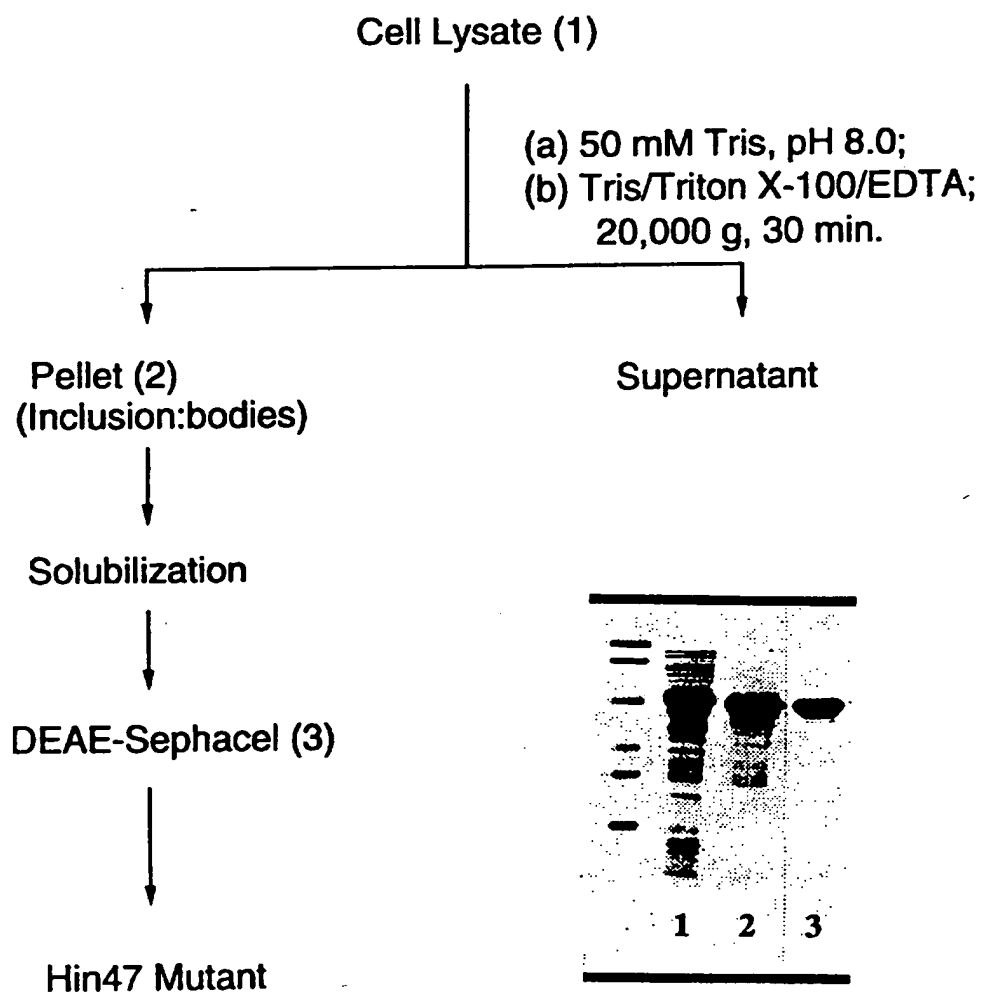 Cell Lysate (1)
(a) 50 mM Tris, pH 8.0;
(b) Tris/Triton X-100/EDTA;
20,000 g, 30 min.
Pellet (2)
(Inclusion:bodies)
Supernatant
Solubilization
DEAE-Sephacel (3)
Hin47 Mutant
1 2 3